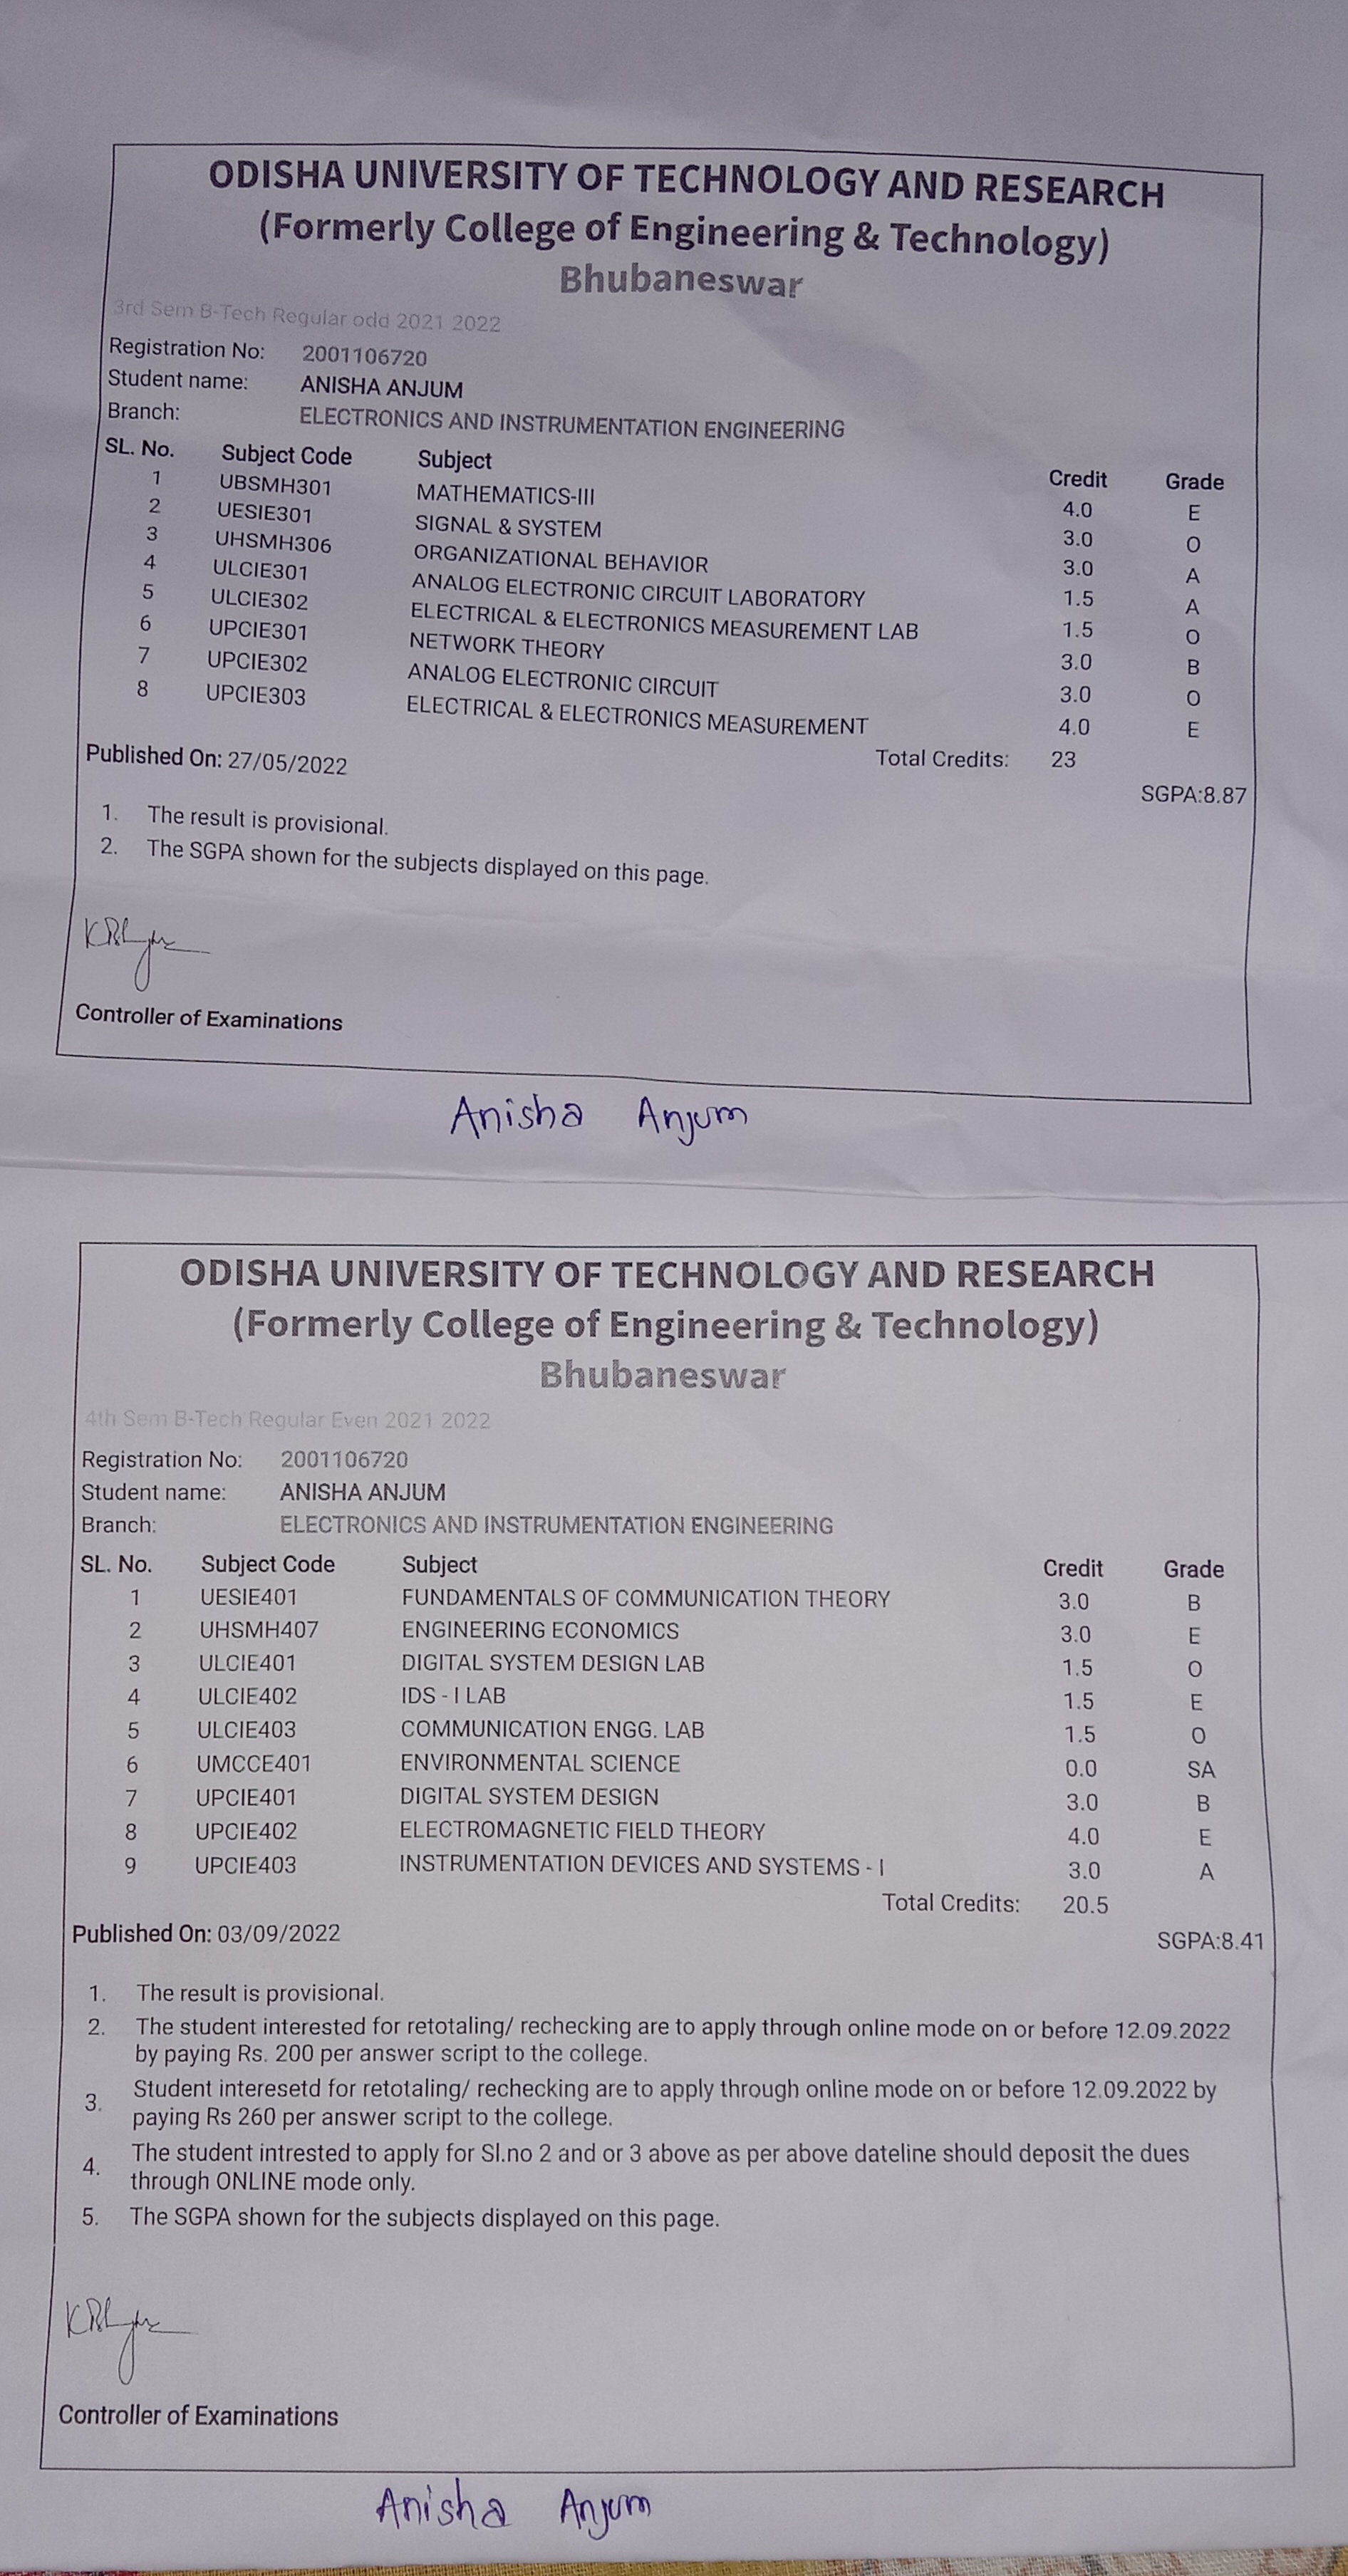 ODISHA UNIVERSITY OF TECHNOLOGY AND RESEARCH
(Formerly College of Engineering & Technology)
Bhubaneswar
3rd Sem B-Tech Regular odd 2021 2022
Registration No: 2001106720
Student name: ANISHA ANJUM
Branch: ELECTRONICS AND INSTRUMENTATION ENGINEERING
SL. No. Subject Code Subject Credit Grade
1 UBSMH301 MATHEMATICS-III 4.0 E
2 UESIE301 SIGNAL & SYSTEM 3.0 O
3 UHSMH306 ORGANIZATIONAL BEHAVIOR 3.0 A
4 ULCIE301 ANALOG ELECTRONIC CIRCUIT LABORATORY 1.5 A
5 ULCIE302 ELECTRICAL & ELECTRONICS MEASUREMENT LAB 1.5 O
6 UPCIE301 NETWORK THEORY 3.0 B
7 UPCIE302 ANALOG ELECTRONIC CIRCUIT 3.0 O
8 UPCIE303 ELECTRICAL & ELECTRONICS MEASUREMENT 4.0 E
Published On: 27/05/2022 Total Credits: 23
SGPA:8.87
1. The result is provisional.
2. The SGPA shown for the subjects displayed on this page.
Controller of Examinations
Anisha Anjum
ODISHA UNIVERSITY OF TECHNOLOGY AND RESEARCH
(Formerly College of Engineering & Technology)
Bhubaneswar
4th Sem B-Tech Regular Even 2021 2022
Registration No: 2001106720
Student name: ANISHA ANJUM
Branch: ELECTRONICS AND INSTRUMENTATION ENGINEERING
SL. No. Subject Code Subject Credit Grade
1 UESIE401 FUNDAMENTALS OF COMMUNICATION THEORY 3.0 B
2 UHSMH407 ENGINEERING ECONOMICS 3.0 E
3 ULCIE401 DIGITAL SYSTEM DESIGN LAB 1.5 O
4 ULCIE402 IDS - I LAB 1.5 E
5 ULCIE403 COMMUNICATION ENGG. LAB 1.5 O
6 UMCCE401 ENVIRONMENTAL SCIENCE 0.0 SA
7 UPCIE401 DIGITAL SYSTEM DESIGN 3.0 B
8 UPCIE402 ELECTROMAGNETIC FIELD THEORY 4.0 E
9 UPCIE403 INSTRUMENTATION DEVICES AND SYSTEMS - I 3.0 A
Total Credits: 20.5
Published On: 03/09/2022 SGPA:8.41
1. The result is provisional.
2. The student interested for retotaling/ rechecking are to apply through online mode on or before 12.09.2022
by paying Rs. 200 per answer script to the college.
3. Student interesetd for retotaling/ rechecking are to apply through online mode on or before 12.09.2022 by
paying Rs 260 per answer script to the college.
4. The student intrested to apply for Sl.no 2 and or 3 above as per above dateline should deposit the dues
through ONLINE mode only.
5. The SGPA shown for the subjects displayed on this page.
Controller of Examinations
Anisha Anjum